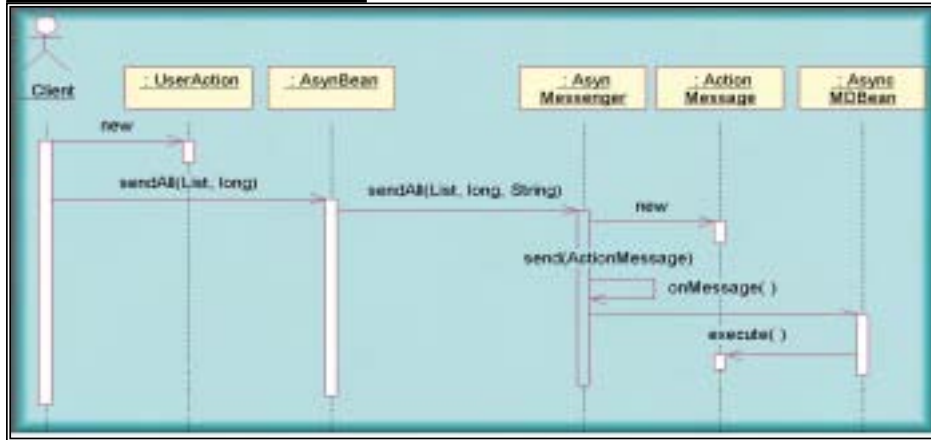 Client
: UserAction
: AsynBean
: Asyn
Messenger
: Action
Message
: Async
MDBean
new
sendAll(List, long)
sendAll(List, long, String)
new
send(ActionMessage)
onMessage( )
execute( )